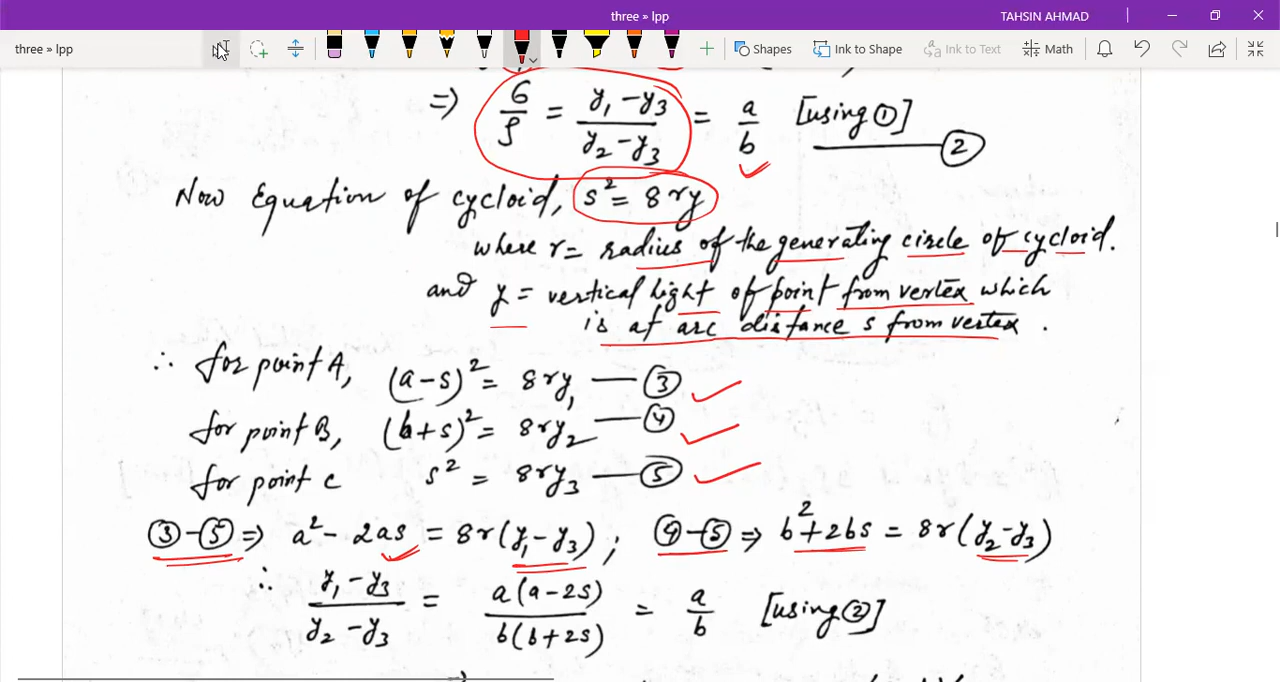 three » lpp
TAHSIN AHMAD
three » lpp
Shapes
Ink to Shape
Ink to Text
Math
=> σ/ρ = (y₁ - y₃)/(y₂ - y₃) = a/b [using ①] ②
Now Equation of cycloid, s² = 8ry
where r = radius of the generating circle of cycloid.
and y = vertical hight of point from vertex which
is at arc distance s from vertex.
∴ for point A, (a-s)² = 8ry₁ — ③
for point B, (b+s)² = 8ry₂ — ④
for point c s² = 8ry₃ — ⑤
③-⑤ => a² - 2as = 8r(y₁ - y₃); ④-⑤ => b² + 2bs = 8r(y₂ - y₃)
∴ (y₁ - y₃)/(y₂ - y₃) = a(a-2s)/b(b+2s) = a/b [using ②]